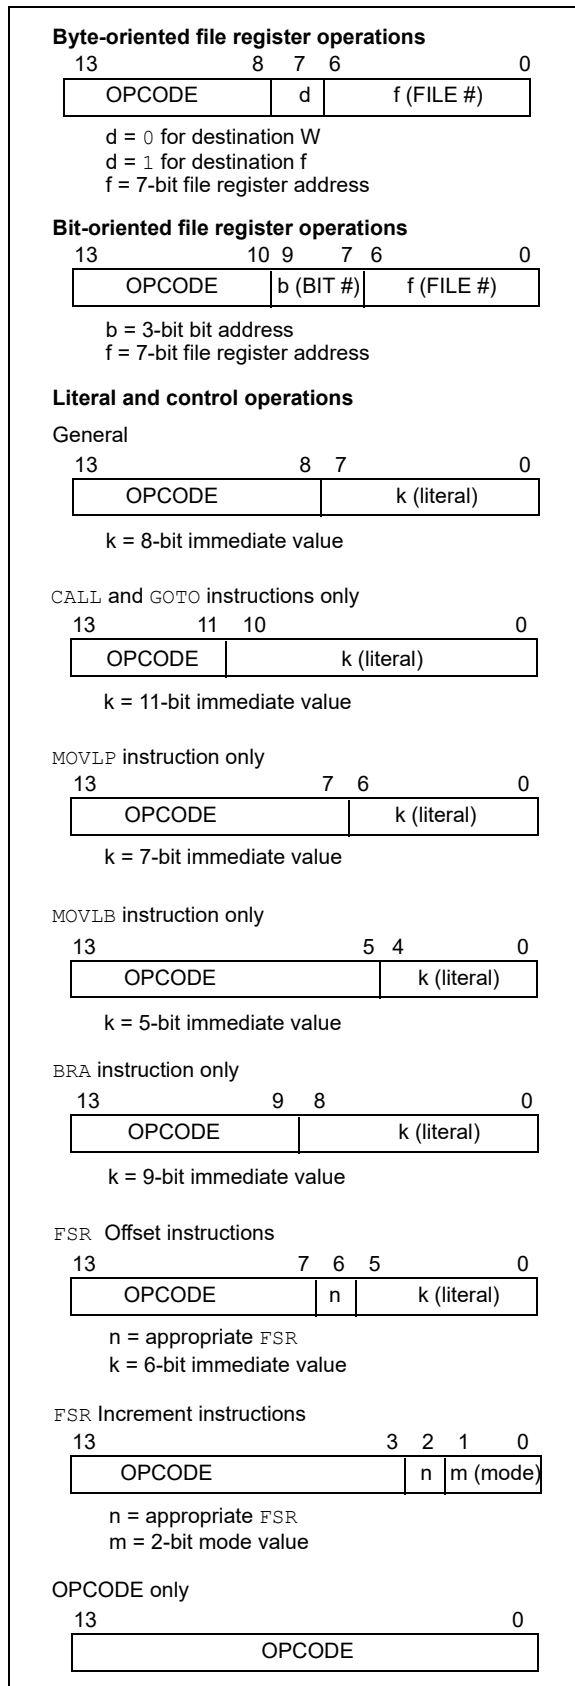 Byte-oriented file register operations
13 8 7 6 0
OPCODE d f (FILE #)
d = 0 for destination W
d = 1 for destination f
f = 7-bit file register address
Bit-oriented file register operations
13 10 9 7 6 0
OPCODE b (BIT #) f (FILE #)
b = 3-bit bit address
f = 7-bit file register address
Literal and control operations
General
13 8 7 0
OPCODE k (literal)
k = 8-bit immediate value
CALL and GOTO instructions only
13 11 10 0
OPCODE k (literal)
k = 11-bit immediate value
MOVLP instruction only
13 7 6 0
OPCODE k (literal)
k = 7-bit immediate value
MOVLB instruction only
13 5 4 0
OPCODE k (literal)
k = 5-bit immediate value
BRA instruction only
13 9 8 0
OPCODE k (literal)
k = 9-bit immediate value
FSR Offset instructions
13 7 6 5 0
OPCODE n k (literal)
n = appropriate FSR
k = 6-bit immediate value
FSR Increment instructions
13 3 2 1 0
OPCODE n m (mode)
n = appropriate FSR
m = 2-bit mode value
OPCODE only
13 0
OPCODE